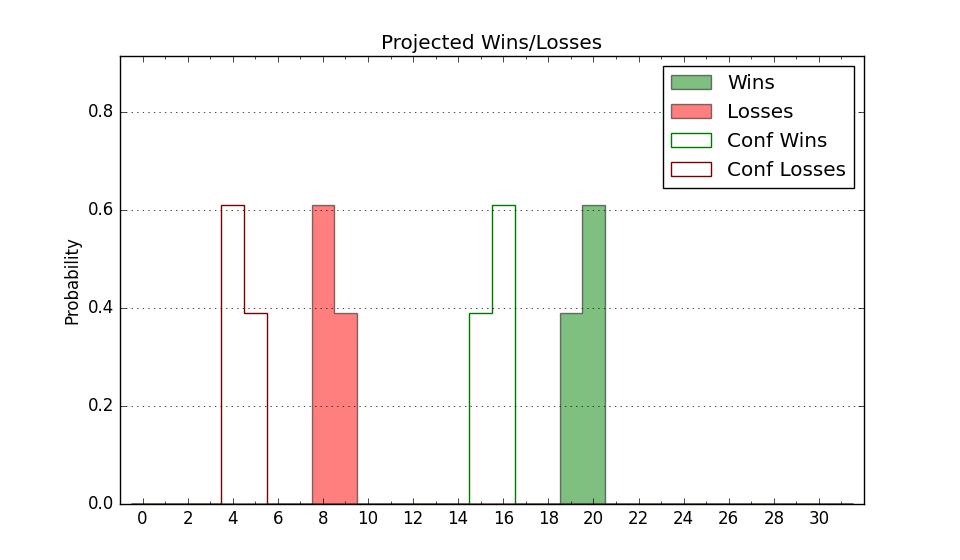 Projected Wins/Losses
Wins
Losses
Conf Wins
Conf Losses
Probability
0.8
0.6
0.4
0.2
0.0
0 2 4 6 8 10 12 14 16 18 20 22 24 26 28 30